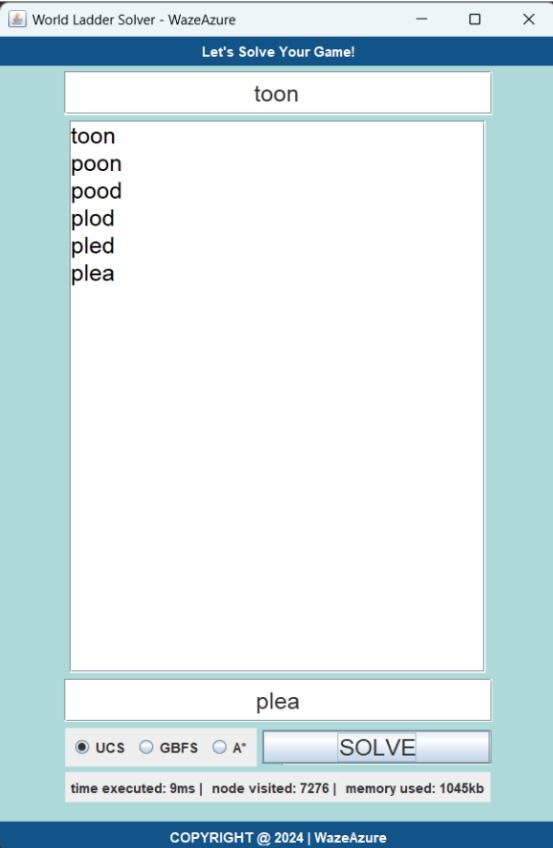 World Ladder Solver - WazeAzure
Let's Solve Your Game!
toon
toon
poon
pood
plod
pled
plea
plea
UCS GBFS A* SOLVE
time executed: 9ms | node visited: 7276 | memory used: 1045kb
COPYRIGHT @ 2024 | WazeAzure